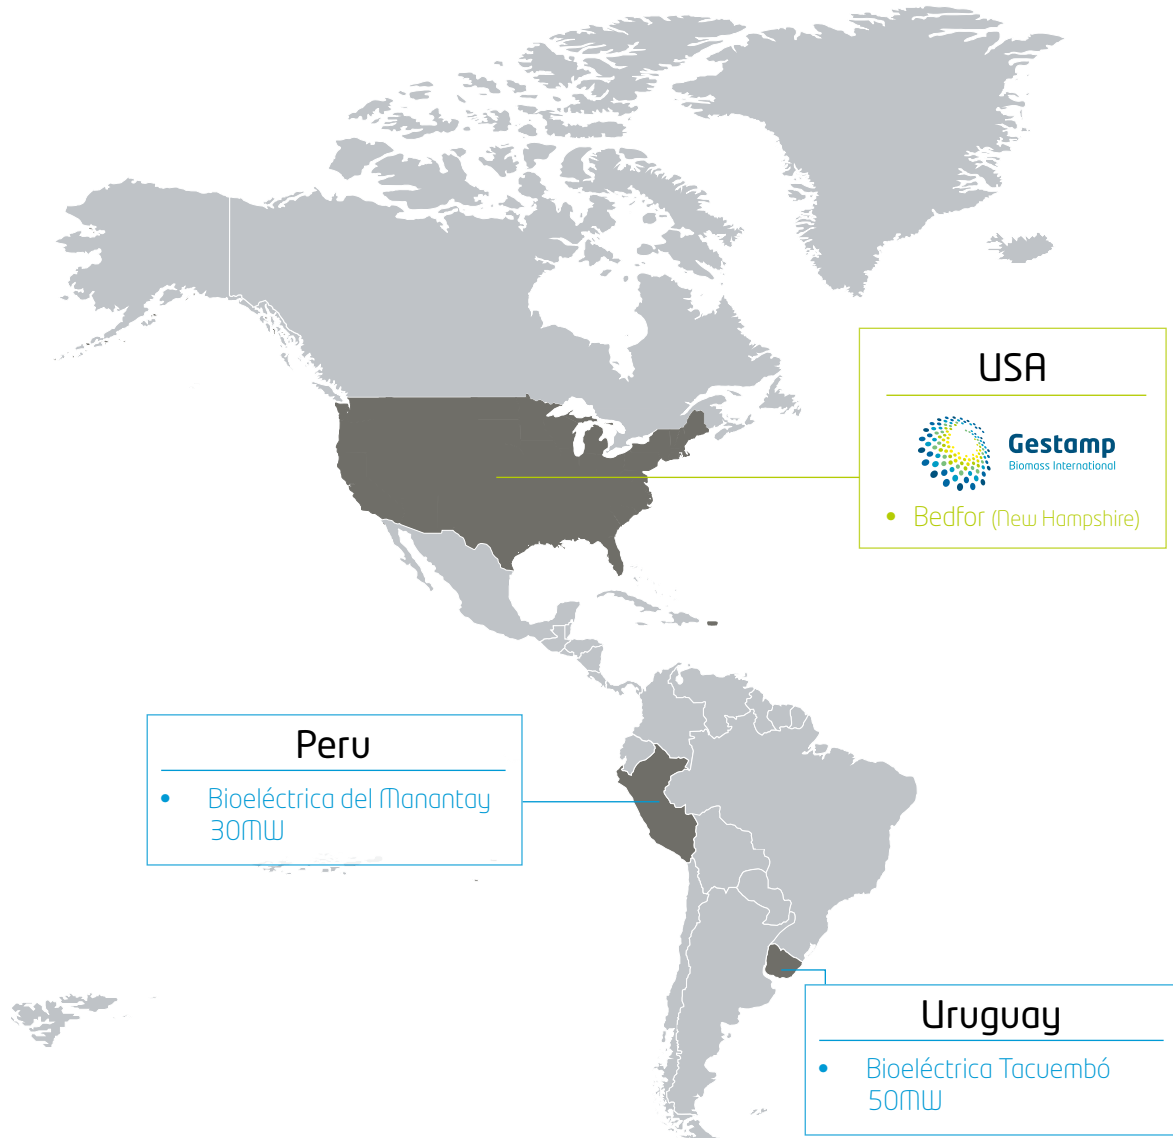 USA
Gestamp
Biomass International
• Bedfor (New Hampshire)
Peru
• Bioeléctrica del Manantay
30MW
Uruguay
• Bioeléctrica Tacuembó
50MW